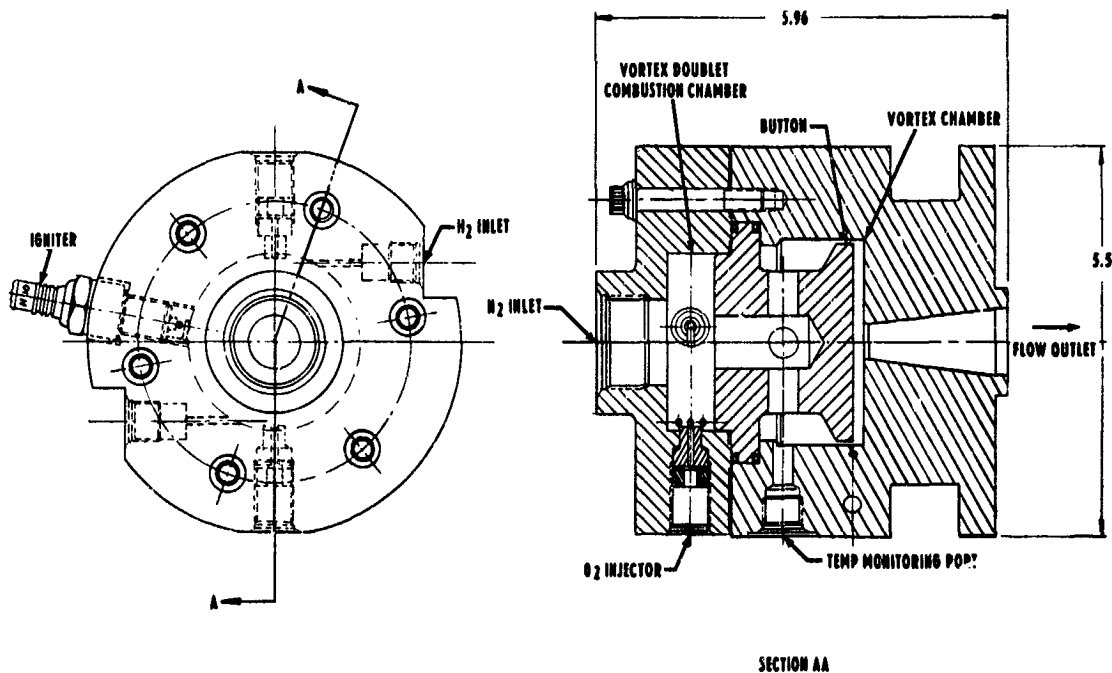 5.96
VORTEX DOUBLET
COMBUSTION CHAMBER
BUTTON
VORTEX CHAMBER
A
H2 INLET
IGNITER
N2 INLET
5.5
FLOW OUTLET
O2 INJECTOR
TEMP MONITORING PORT
A
SECTION AA